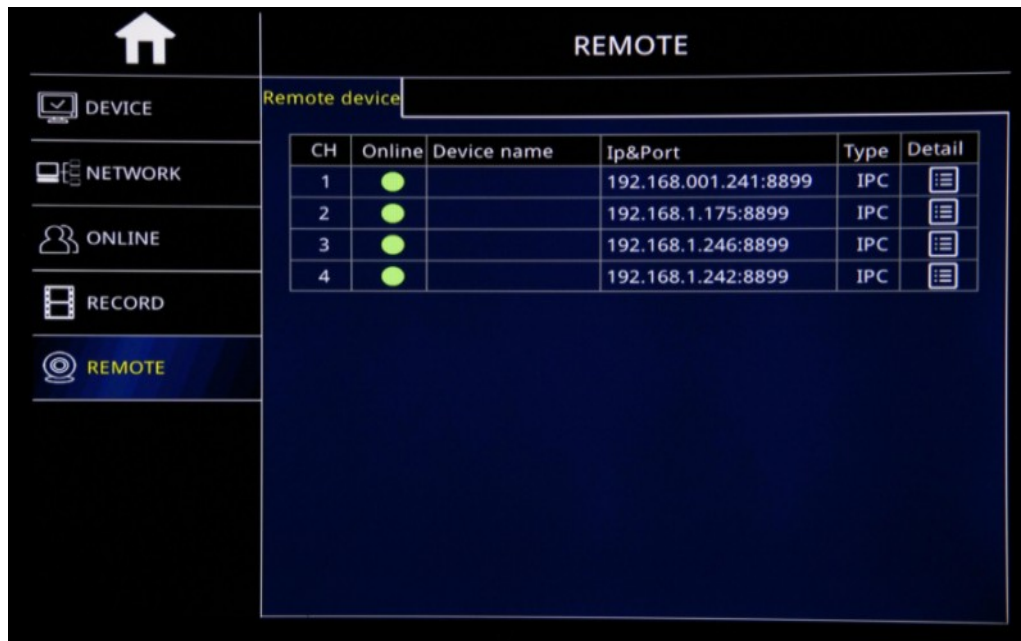 REMOTE
DEVICE
NETWORK
ONLINE
RECORD
REMOTE
Remote device
CH Online Device name Ip&Port Type Detail
1 192.168.001.241:8899 IPC
2 192.168.1.175:8899 IPC
3 192.168.1.246:8899 IPC
4 192.168.1.242:8899 IPC